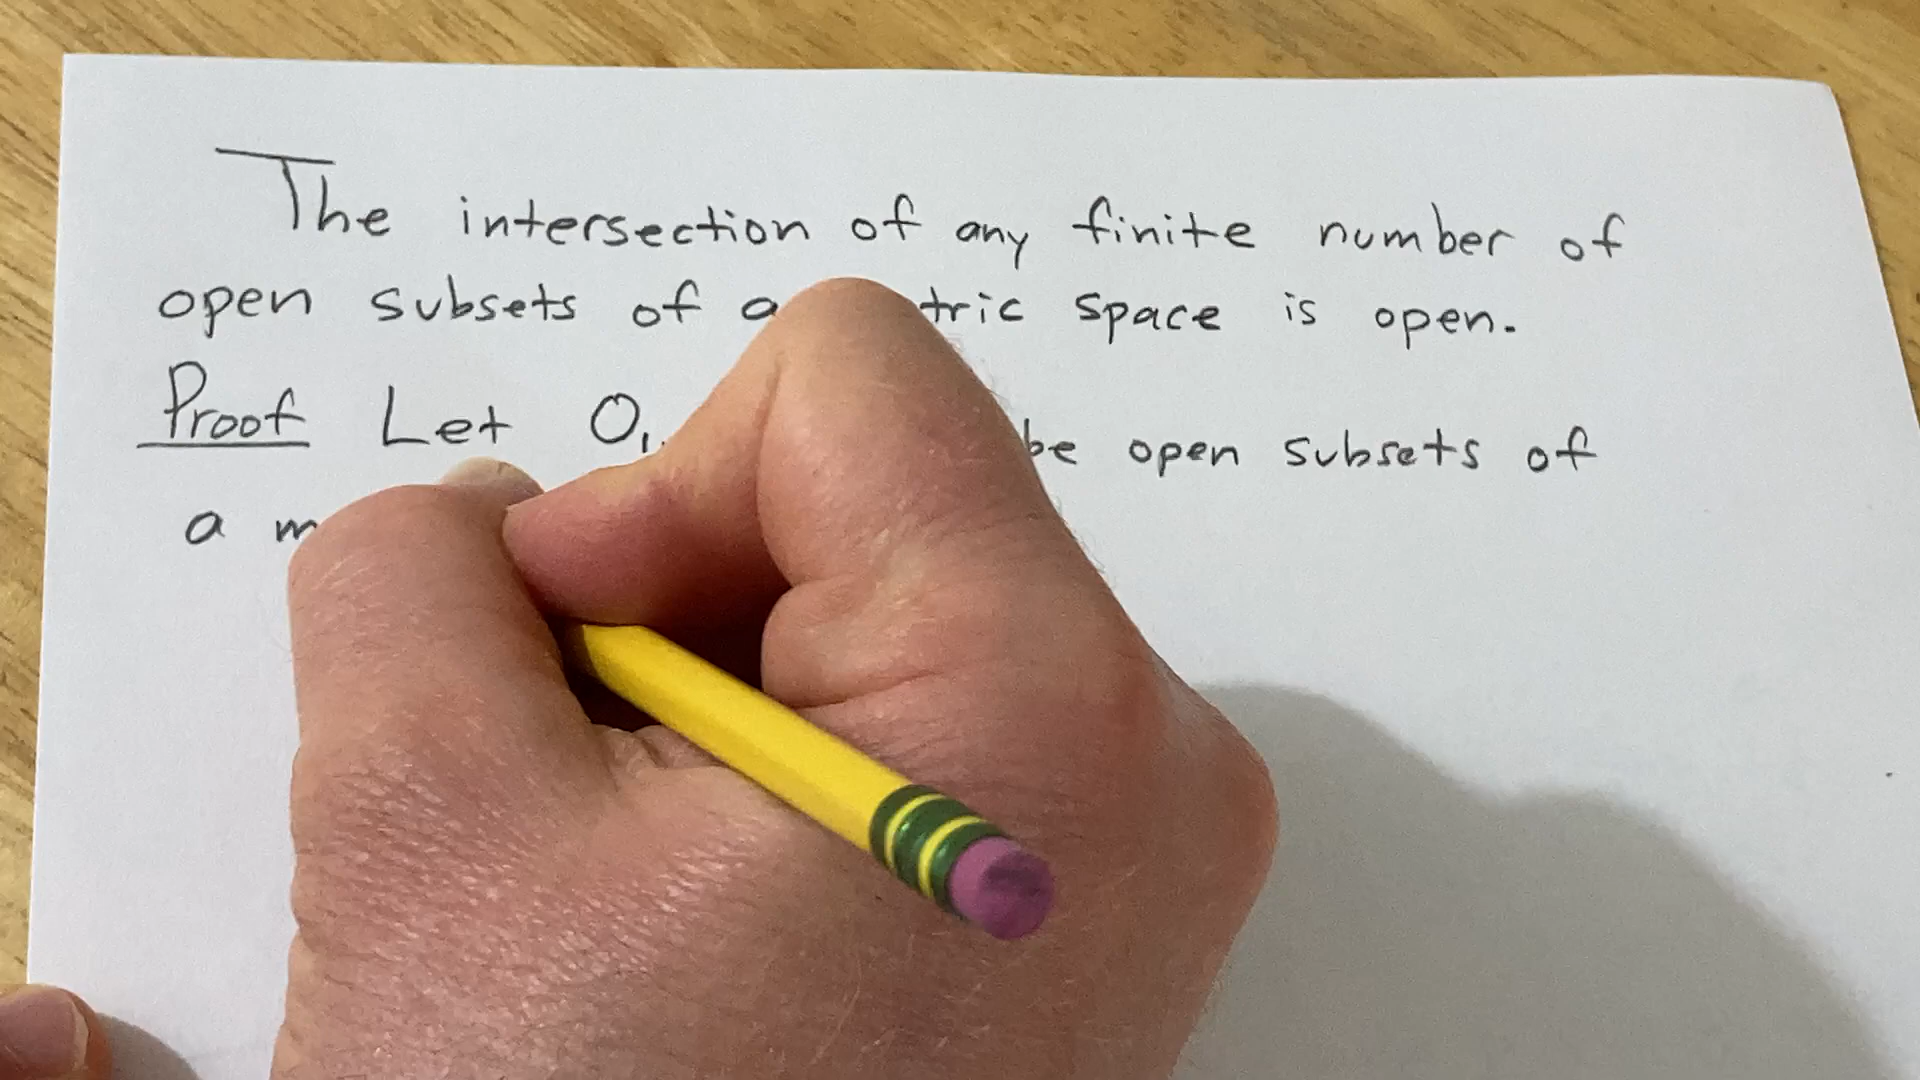 The intersection of any finite number of
open subsets of a tric space is open.
Proof Let O₁, be open subsets of
a m